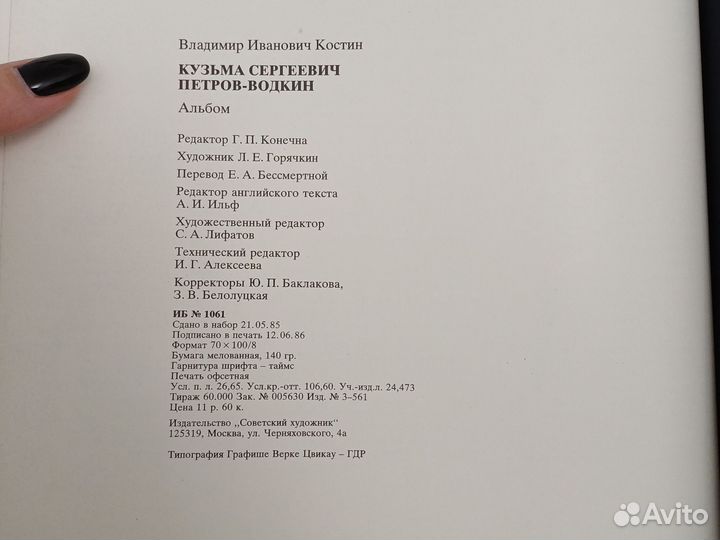 Владимир Иванович Костин
КУЗЬМА СЕРГЕЕВИЧ
ПЕТРОВ-ВОДКИН
Альбом
Редактор Г. П. Конечна
Художник Л. Е. Горячкин
Перевод Е. А. Бессмертной
Редактор английского текста
А. И. Ильф
Художественный редактор
С. А. Лифатов
Технический редактор
И. Г. Алексеева
Корректоры Ю. П. Баклакова,
З. В. Белолуцкая
ИБ № 1061
Сдано в набор 21.05.85
Подписано в печать 12.06.86
Формат 70 × 100/8
Бумага мелованная, 140 гр.
Гарнитура шрифта – таймс
Печать офсетная
Усл. п. л. 26,65. Усл.кр.-отт. 106,60. Уч.-изд.л. 24,473
Тираж 60.000 Зак. № 005630 Изд. № 3–561
Цена 11 р. 60 к.
Издательство „Советский художник"
125319, Москва, ул. Черняховского, 4а
Типография Графише Верке Цвикау – ГДР
Avito